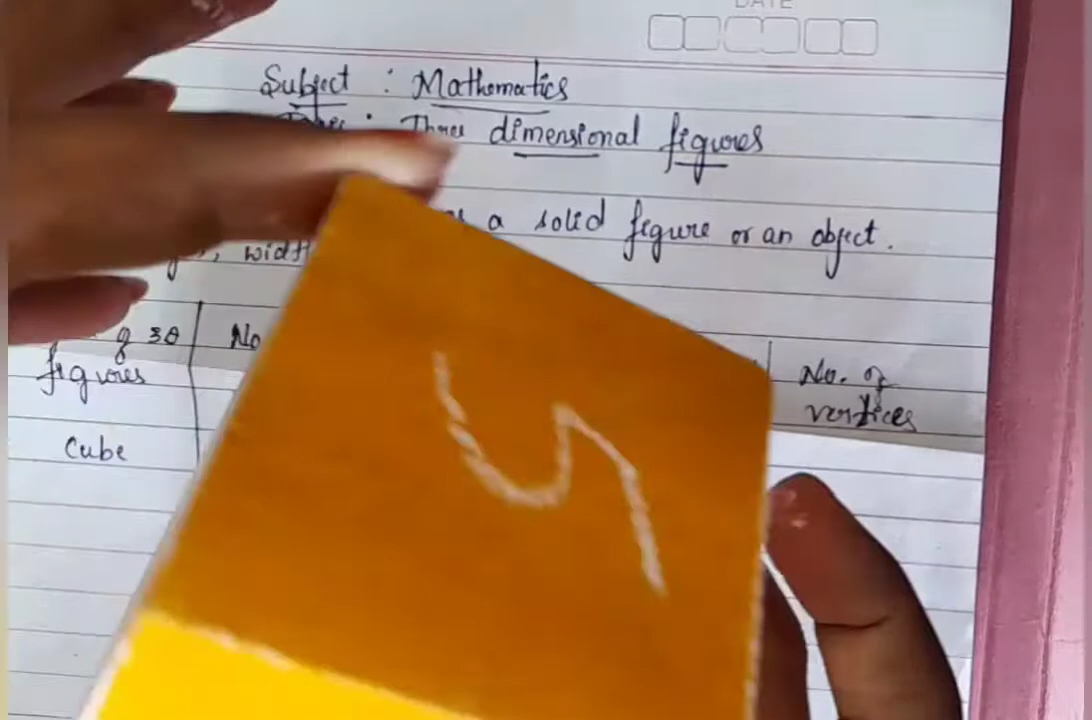 DATE
Subject : Mathematics
: Three dimensional figures
a solid figure or an object.
width
of 3D
No
No. of
figures
vertices
Cube